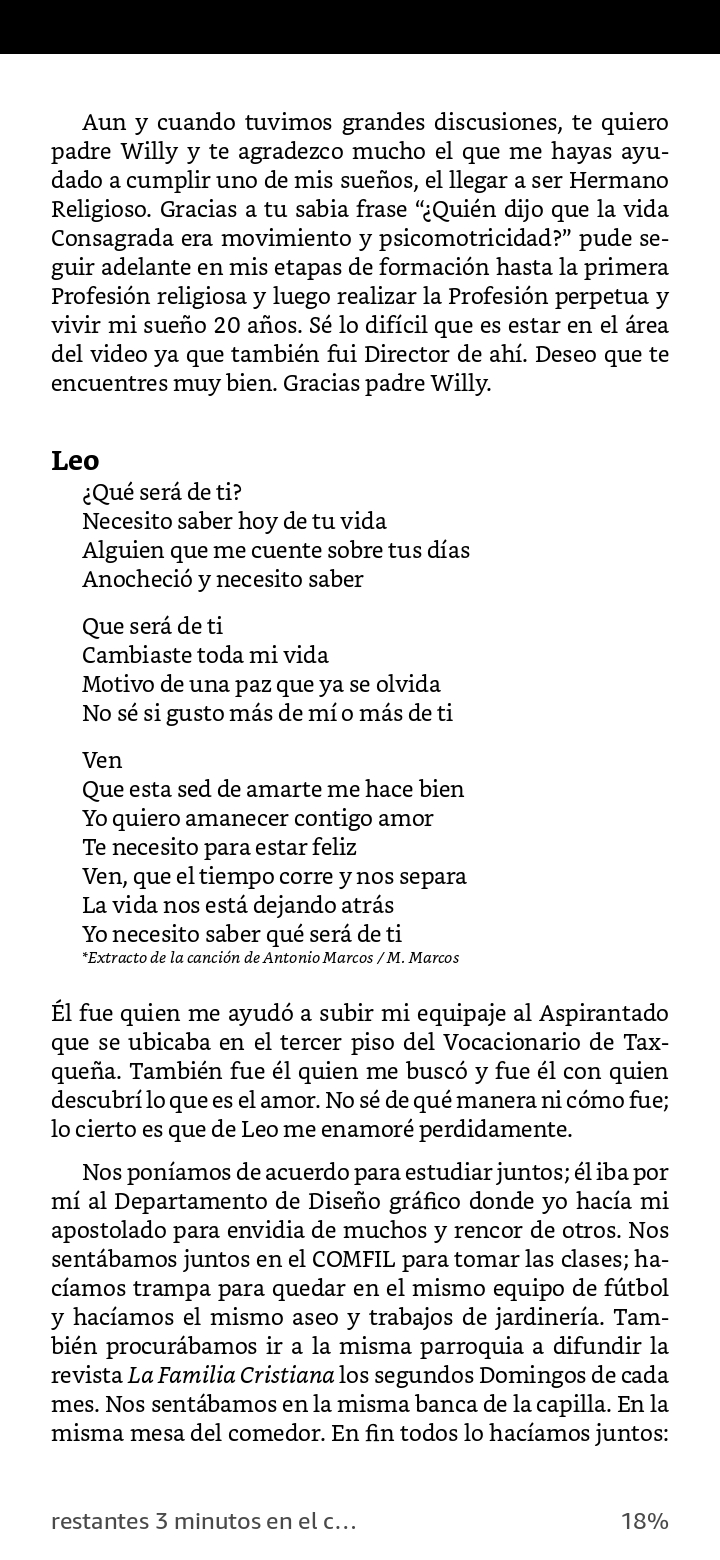 Aun y cuando tuvimos grandes discusiones, te quiero
padre Willy y te agradezco mucho el que me hayas ayu-
dado a cumplir uno de mis sueños, el llegar a ser Hermano
Religioso. Gracias a tu sabia frase “¿Quién dijo que la vida
Consagrada era movimiento y psicomotricidad?” pude se-
guir adelante en mis etapas de formación hasta la primera
Profesión religiosa y luego realizar la Profesión perpetua y
vivir mi sueño 20 años. Sé lo difícil que es estar en el área
del video ya que también fui Director de ahí. Deseo que te
encuentres muy bien. Gracias padre Willy.
Leo
¿Qué será de ti?
Necesito saber hoy de tu vida
Alguien que me cuente sobre tus días
Anocheció y necesito saber
Que será de ti
Cambiaste toda mi vida
Motivo de una paz que ya se olvida
No sé si gusto más de mí o más de ti
Ven
Que esta sed de amarte me hace bien
Yo quiero amanecer contigo amor
Te necesito para estar feliz
Ven, que el tiempo corre y nos separa
La vida nos está dejando atrás
Yo necesito saber qué será de ti
*Extracto de la canción de Antonio Marcos / M. Marcos
Él fue quien me ayudó a subir mi equipaje al Aspirantado
que se ubicaba en el tercer piso del Vocacionario de Tax-
queña. También fue él quien me buscó y fue él con quien
descubrí lo que es el amor. No sé de qué manera ni cómo fue;
lo cierto es que de Leo me enamoré perdidamente.
Nos poníamos de acuerdo para estudiar juntos; él iba por
mí al Departamento de Diseño gráfico donde yo hacía mi
apostolado para envidia de muchos y rencor de otros. Nos
sentábamos juntos en el COMFIL para tomar las clases; ha-
cíamos trampa para quedar en el mismo equipo de fútbol
y hacíamos el mismo aseo y trabajos de jardinería. Tam-
bién procurábamos ir a la misma parroquia a difundir la
revista La Familia Cristiana los segundos Domingos de cada
mes. Nos sentábamos en la misma banca de la capilla. En la
misma mesa del comedor. En fin todos lo hacíamos juntos:
restantes 3 minutos en el c… 18%